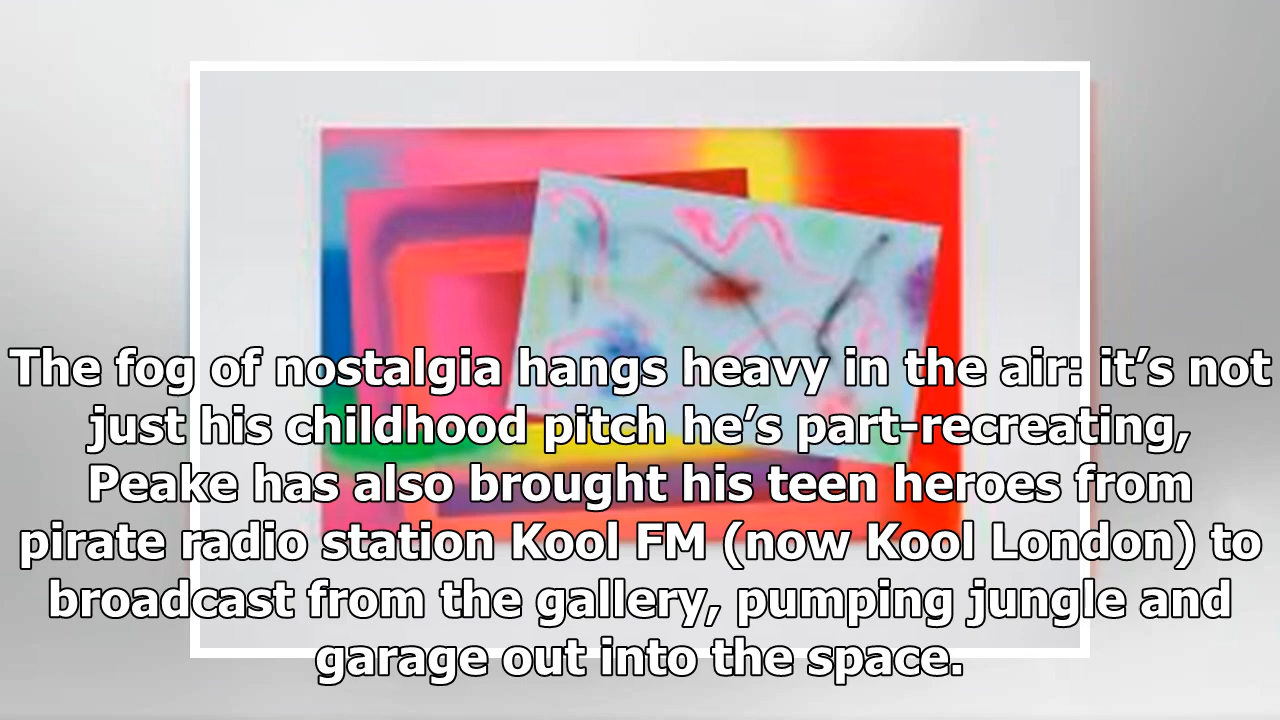 The fog of nostalgia hangs heavy in the air: it’s not
just his childhood pitch he’s part-recreating,
Peake has also brought his teen heroes from
pirate radio station Kool FM (now Kool London) to
broadcast from the gallery, pumping jungle and
garage out into the space.